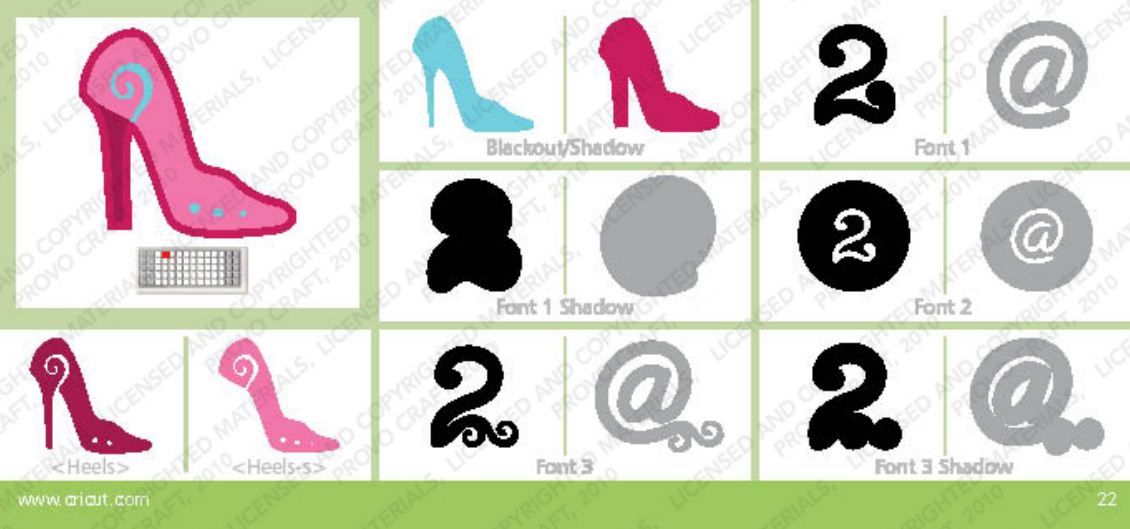 Blackout/Shadow
2
@
Font 1
Font 1 Shadow
2
@
Font 2
<Heels>
<Heels-s>
2
@
Font 3
2
@
Font 3 Shadow
www.cricut.com
22
LICENSED AND COPYRIGHTED MATERIALS,
PROVO CRAFT, 2010